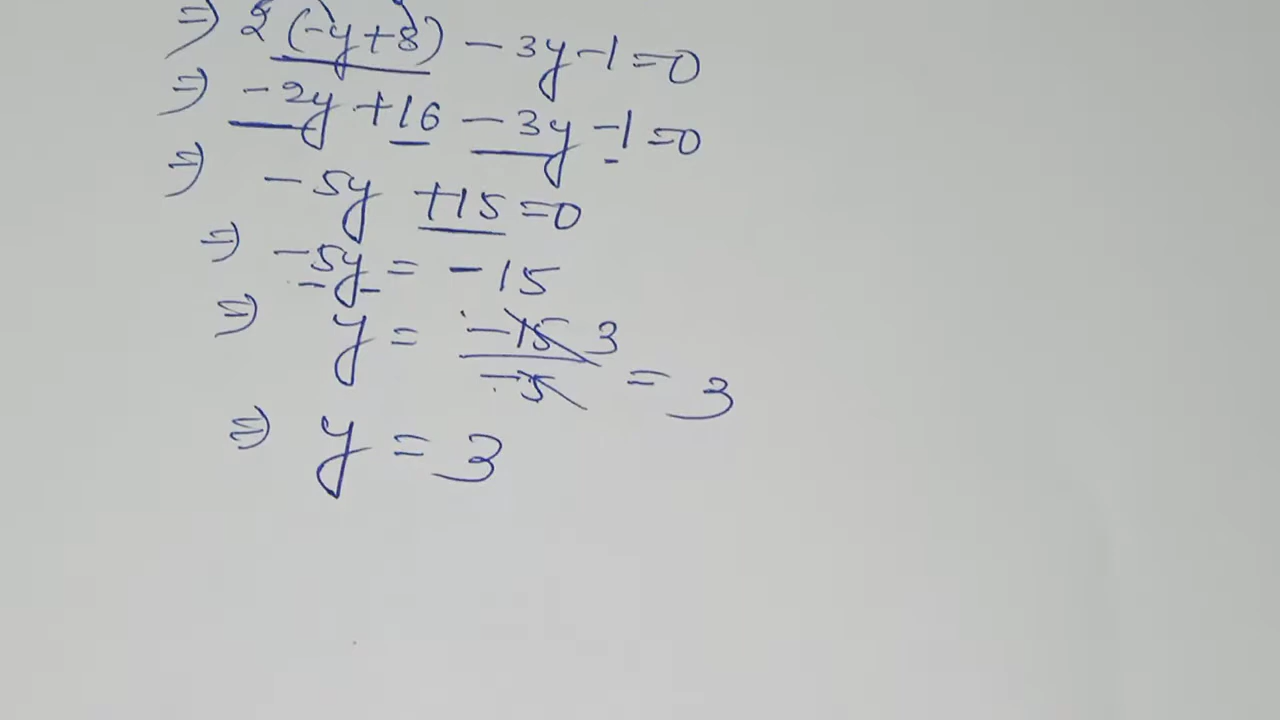 ⇒ 2(-y+8) - 3y - 1 = 0
⇒ -2y + 16 - 3y - 1 = 0
⇒ -5y + 15 = 0
⇒ -5y = -15
⇒ y = -15/-5 3 = 3
⇒ y = 3